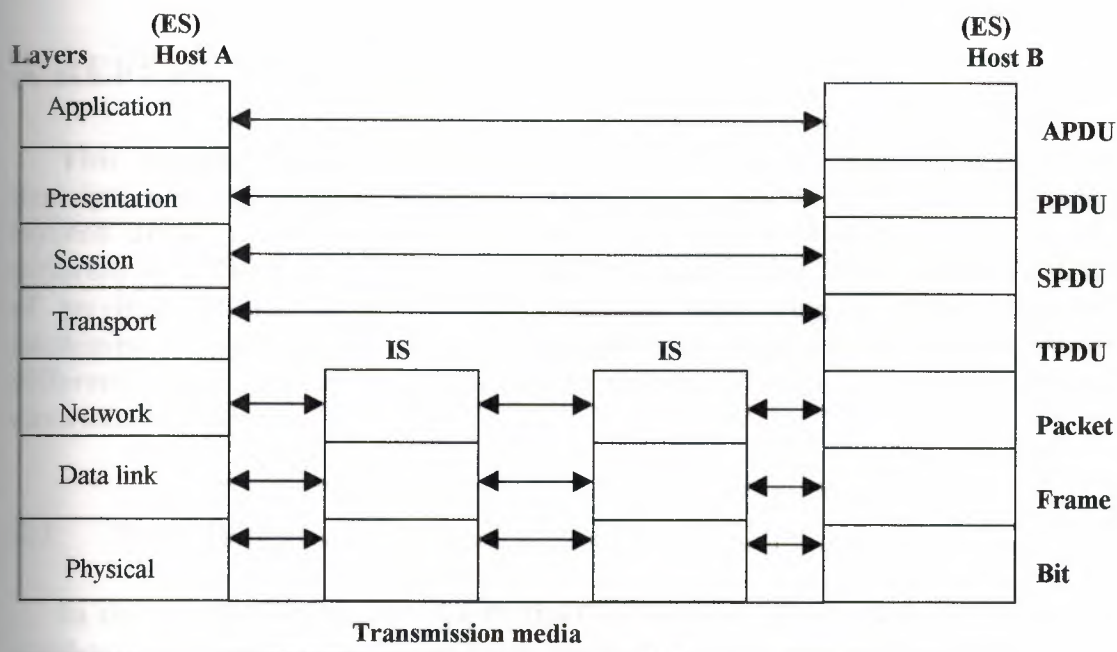 (ES) (ES)
Layers Host A Host B
Application APDU
Presentation PPDU
Session SPDU
Transport TPDU
IS IS
Network Packet
Data link Frame
Physical Bit
Transmission media